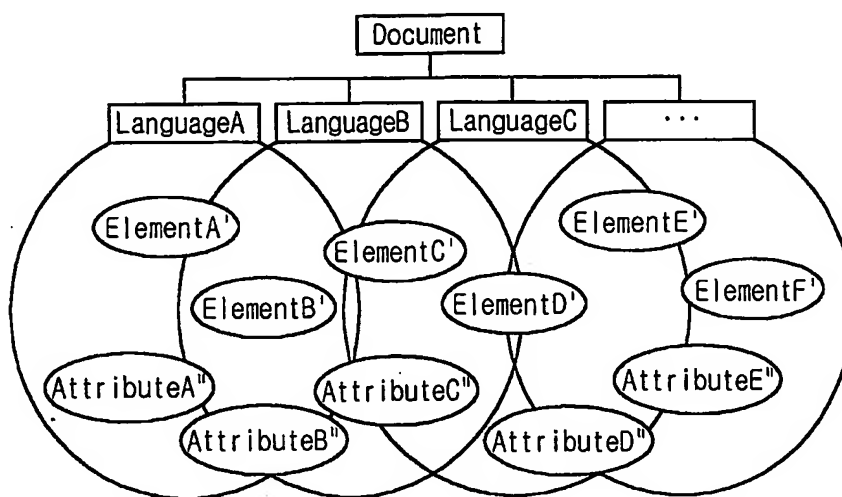 Document
LanguageA LanguageB LanguageC ...
ElementA' ElementC' ElementE'
ElementB' ElementD' ElementF'
AttributeA" AttributeC" AttributeE"
AttributeB" AttributeD"